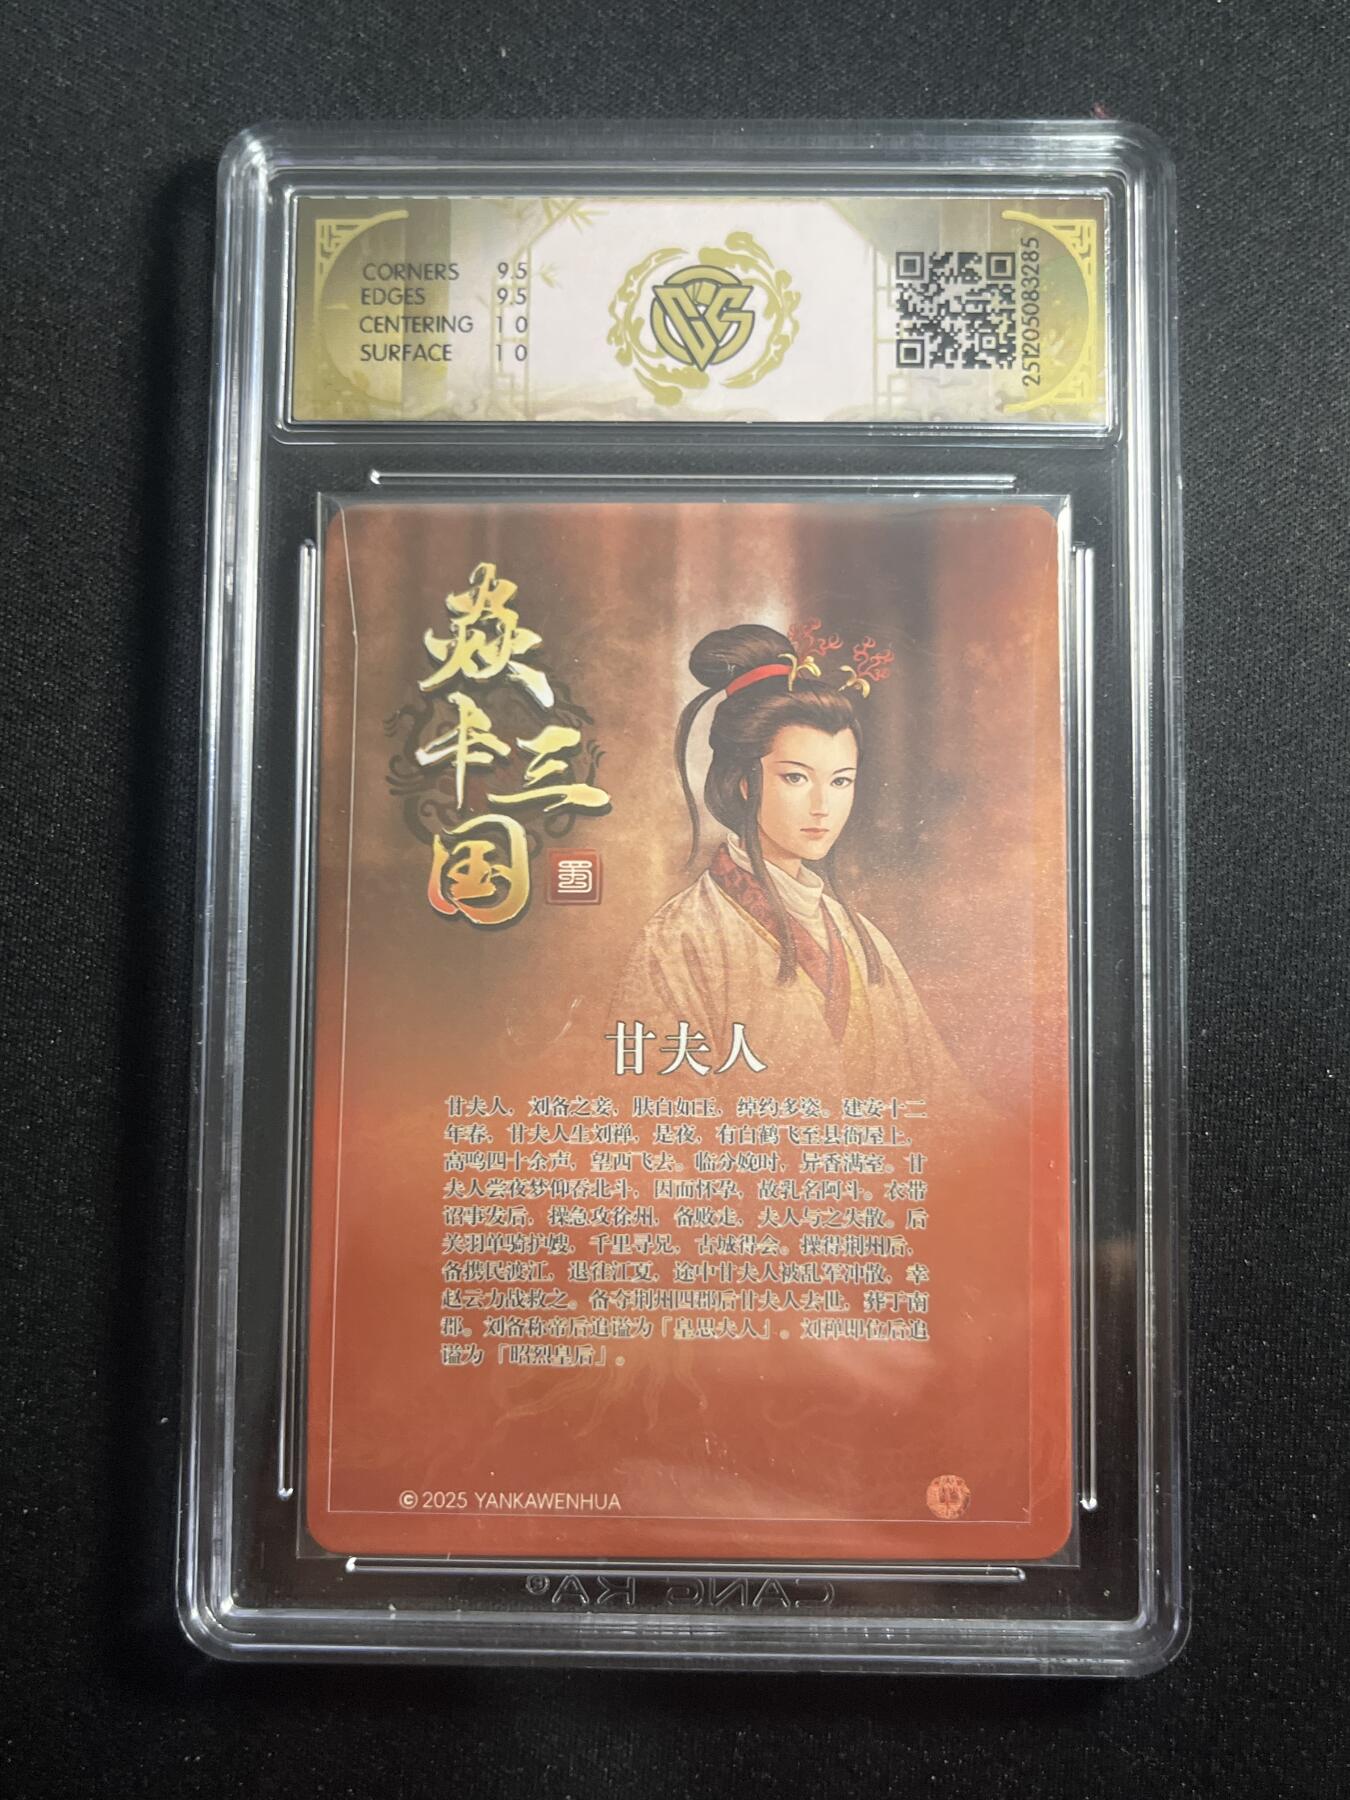 CORNERS 9.5
EDGES 9.5
CENTERING 10
SURFACE 10
25120508 3285
焱
卡三
国
蜀
甘夫人
甘夫人，刘备之妾，肤白如玉，绰约多姿。建安十二
年春，甘夫人生刘禅，是夜，有白鹤飞至县衙屋上，
高鸣四十余声，望西飞去。临分娩时，异香满室。甘
夫人尝夜梦仰吞北斗，因而怀孕，故乳名阿斗。衣带
诏事发后，操急攻徐州，备败走，夫人与之失散。后
关羽单骑护嫂，千里寻兄，古城得会。操得荆州后，
备携民渡江，退往江夏，途中甘夫人被乱军冲散，幸
赵云力战救之。备夺荆州四郡后甘夫人去世，葬于南
郡。刘备称帝后追谥为「皇思夫人」。刘禅即位后追
谥为「昭烈皇后」。
© 2025 YANKAWENHUA
CANG KA®